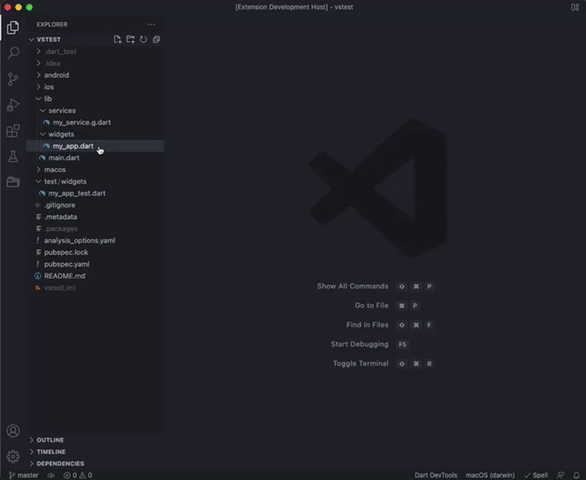 [Extension Development Host] - vstest
EXPLORER
VSTEST
.dart_tool
.idea
android
ios
lib
services
my_service.g.dart
widgets
my_app.dart
main.dart
macos
test/widgets
my_app_test.dart
.gitignore
.metadata
.packages
analysis_options.yaml
pubspec.lock
pubspec.yaml
README.md
vstest.iml
Show All Commands ⇧ ⌘ P
Go to File ⌘ P
Find in Files ⇧ ⌘ F
Start Debugging F5
Toggle Terminal ⇧ ⌘ R
OUTLINE
TIMELINE
DEPENDENCIES
master 0 0 Dart DevTools macOS (darwin) Spell